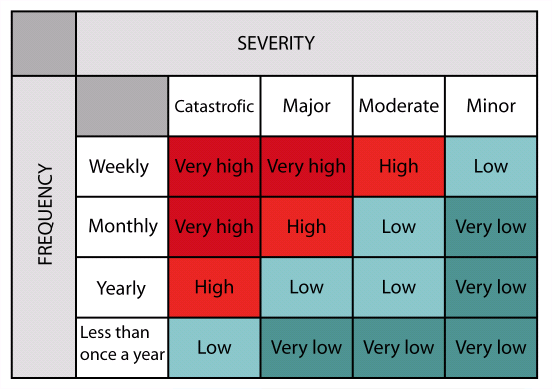 SEVERITY
FREQUENCY
Catastrofic Major Moderate Minor
Weekly Very high Very high High Low
Monthly Very high High Low Very low
Yearly High Low Low Very low
Less than
once a year Low Very low Very low Very low